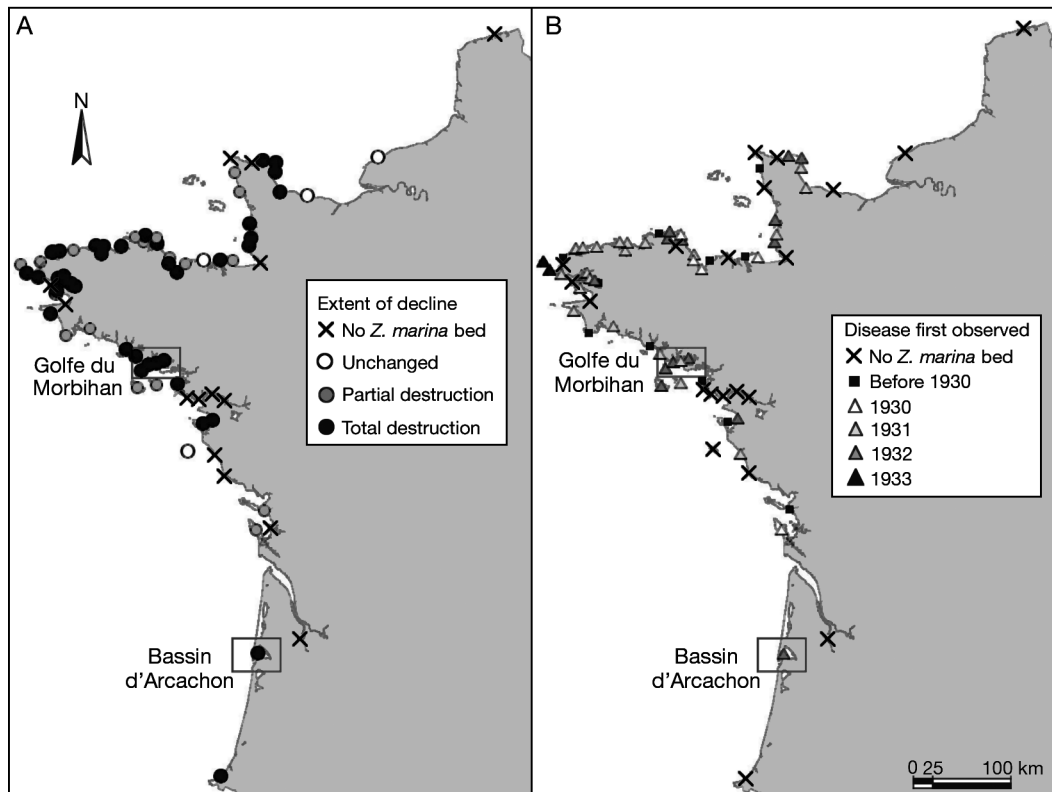 A
N
Extent of decline
No Z. marina bed
Unchanged
Partial destruction
Total destruction
Golfe du
Morbihan
Bassin
d'Arcachon
B
Disease first observed
No Z. marina bed
Before 1930
1930
1931
1932
1933
Golfe du
Morbihan
Bassin
d'Arcachon
0 25 100 km